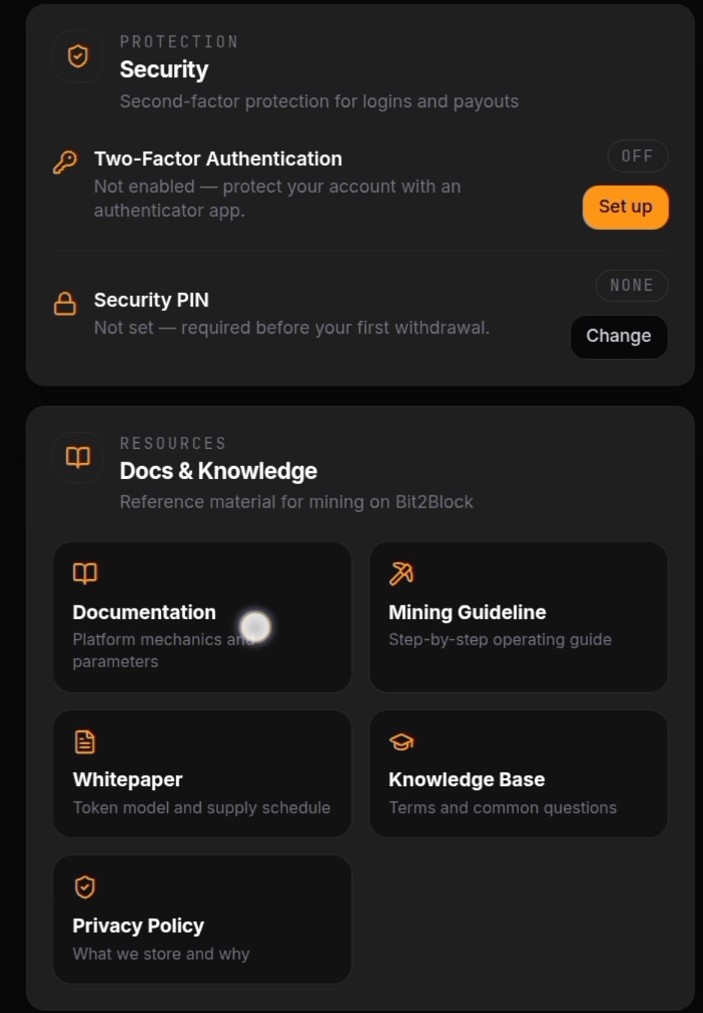 PROTECTION
Security
Second-factor protection for logins and payouts
Two-Factor Authentication
OFF
Not enabled — protect your account with an
authenticator app.
Set up
Security PIN
NONE
Not set — required before your first withdrawal.
Change
RESOURCES
Docs & Knowledge
Reference material for mining on Bit2Block
Documentation
Platform mechanics and
parameters
Mining Guideline
Step-by-step operating guide
Whitepaper
Token model and supply schedule
Knowledge Base
Terms and common questions
Privacy Policy
What we store and why